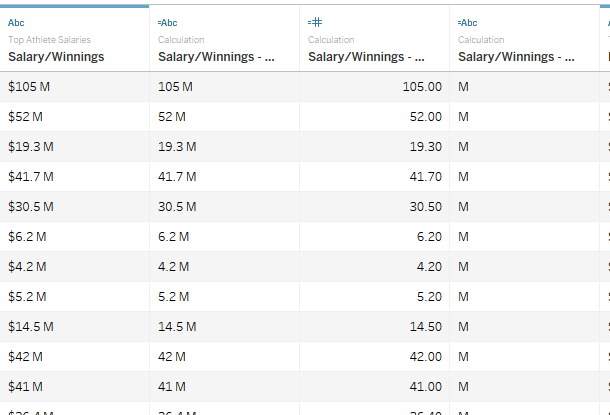 Abc =Abc =# =Abc
Top Athlete Salaries Calculation Calculation Calculation
Salary/Winnings Salary/Winnings - ... Salary/Winnings - ... Salary/Winnings - ...
$105 M 105 M 105.00 M
$52 M 52 M 52.00 M
$19.3 M 19.3 M 19.30 M
$41.7 M 41.7 M 41.70 M
$30.5 M 30.5 M 30.50 M
$6.2 M 6.2 M 6.20 M
$4.2 M 4.2 M 4.20 M
$5.2 M 5.2 M 5.20 M
$14.5 M 14.5 M 14.50 M
$42 M 42 M 42.00 M
$41 M 41 M 41.00 M